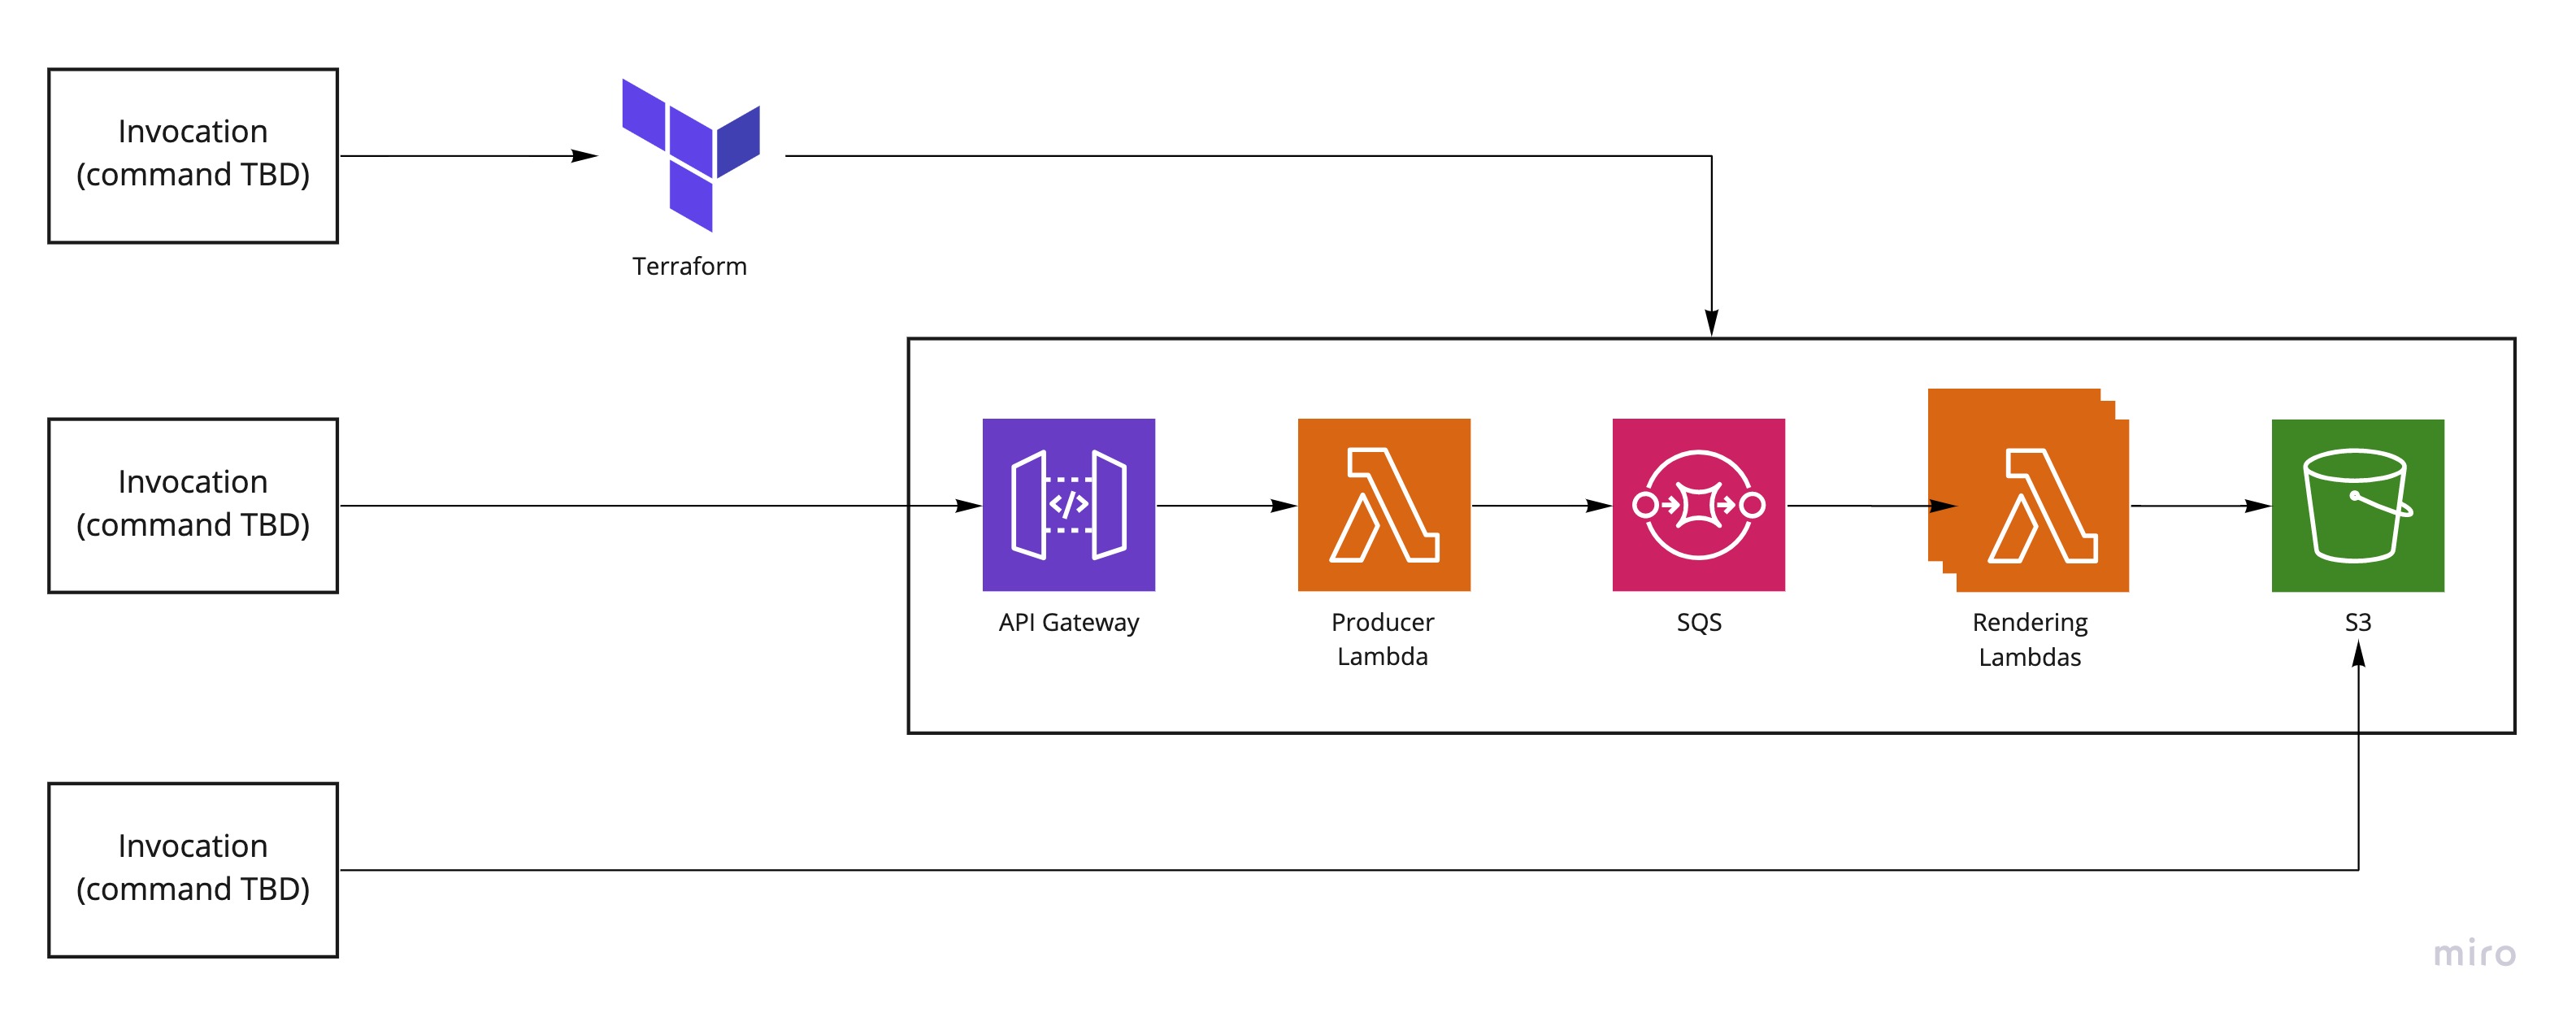 Invocation
(command TBD)
Terraform
Invocation
(command TBD)
API Gateway
Producer
Lambda
SQS
Rendering
Lambdas
S3
Invocation
(command TBD)
miro